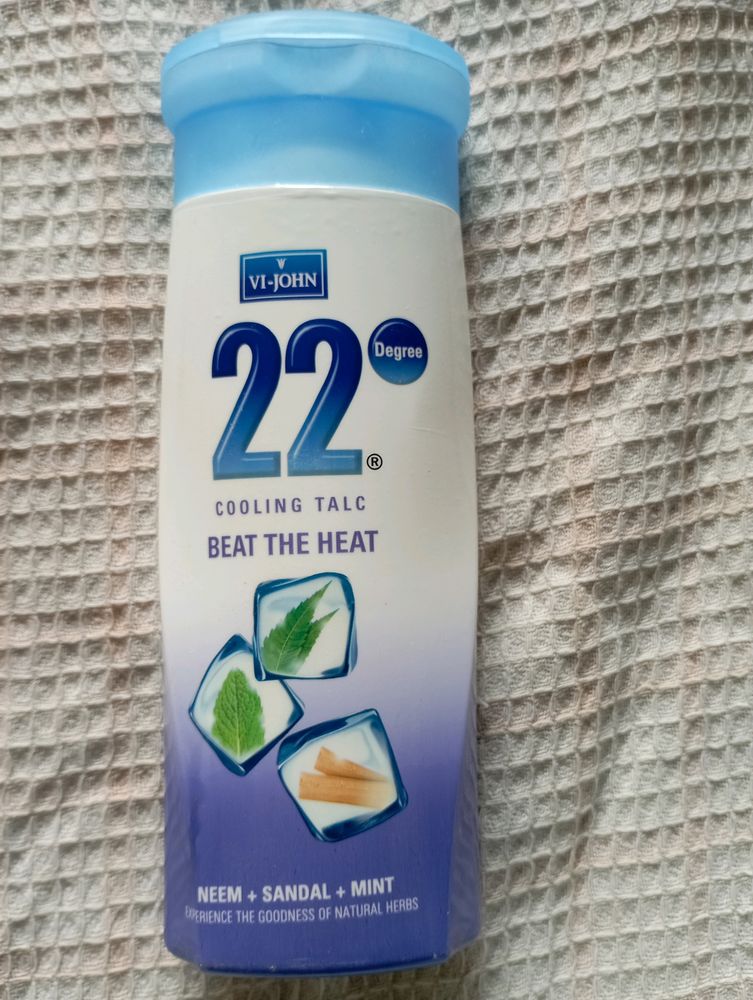 VI-JOHN
22 Degree
®
COOLING TALC
BEAT THE HEAT
NEEM + SANDAL + MINT
EXPERIENCE THE GOODNESS OF NATURAL HERBS